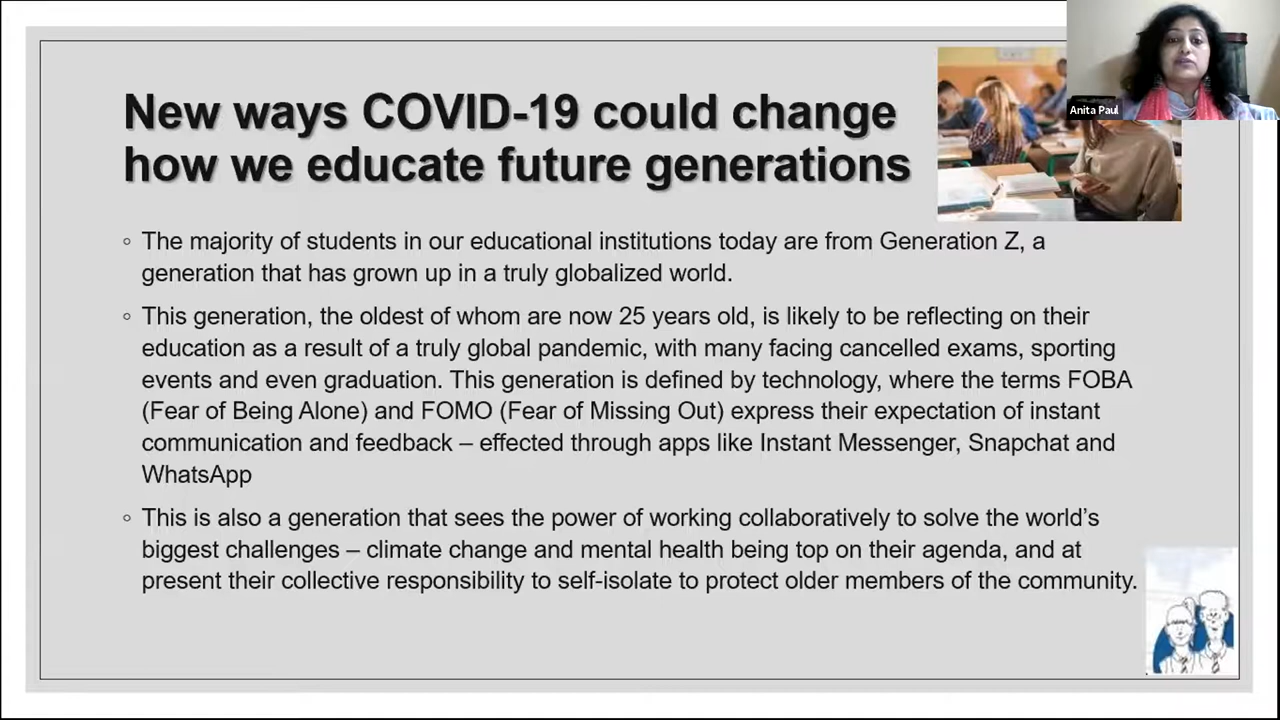 New ways COVID-19 could change
how we educate future generations
Anita Paul
◦ The majority of students in our educational institutions today are from Generation Z, a
generation that has grown up in a truly globalized world.
◦ This generation, the oldest of whom are now 25 years old, is likely to be reflecting on their
education as a result of a truly global pandemic, with many facing cancelled exams, sporting
events and even graduation. This generation is defined by technology, where the terms FOBA
(Fear of Being Alone) and FOMO (Fear of Missing Out) express their expectation of instant
communication and feedback – effected through apps like Instant Messenger, Snapchat and
WhatsApp
◦ This is also a generation that sees the power of working collaboratively to solve the world’s
biggest challenges – climate change and mental health being top on their agenda, and at
present their collective responsibility to self-isolate to protect older members of the community.